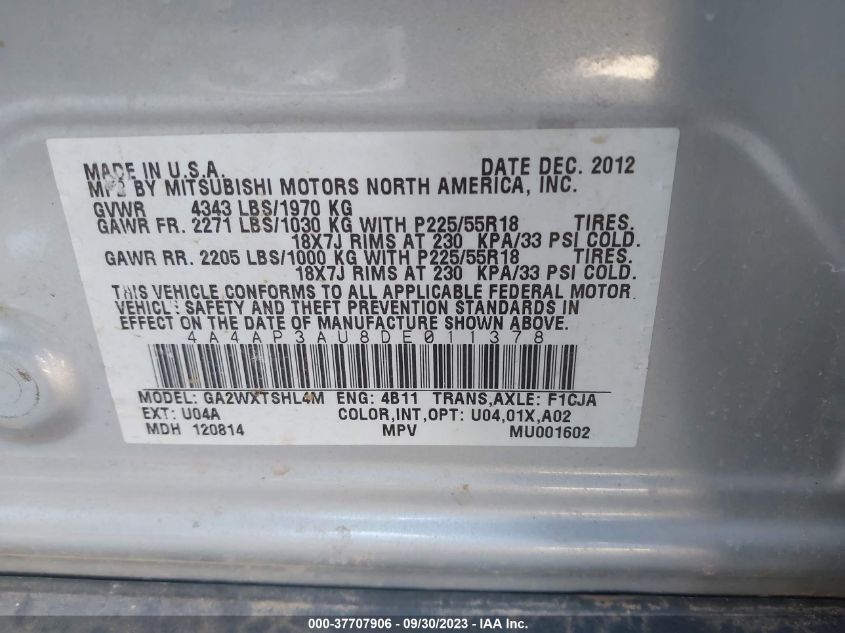 MADE IN U.S.A. DATE DEC. 2012
MFD BY MITSUBISHI MOTORS NORTH AMERICA, INC.
GVWR 4343 LBS/1970 KG
GAWR FR. 2271 LBS/1030 KG WITH P225/55R18 TIRES.
18X7J RIMS AT 230 KPA/33 PSI COLD.
GAWR RR. 2205 LBS/1000 KG WITH P225/55R18 TIRES.
18X7J RIMS AT 230 KPA/33 PSI COLD.
THIS VEHICLE CONFORMS TO ALL APPLICABLE FEDERAL MOTOR
VEHICLE SAFETY AND THEFT PREVENTION STANDARDS IN
EFFECT ON THE DATE OF MANUFACTURE SHOWN ABOVE.
4A4AP3AU8DE011378
MODEL: GA2WXTSHL4M ENG: 4B11 TRANS,AXLE: F1CJA
EXT: U04A COLOR,INT,OPT: U04,01X,A02
MDH 120814 MPV MU001602
000-37707906 - 09/30/2023 - IAAI Inc.